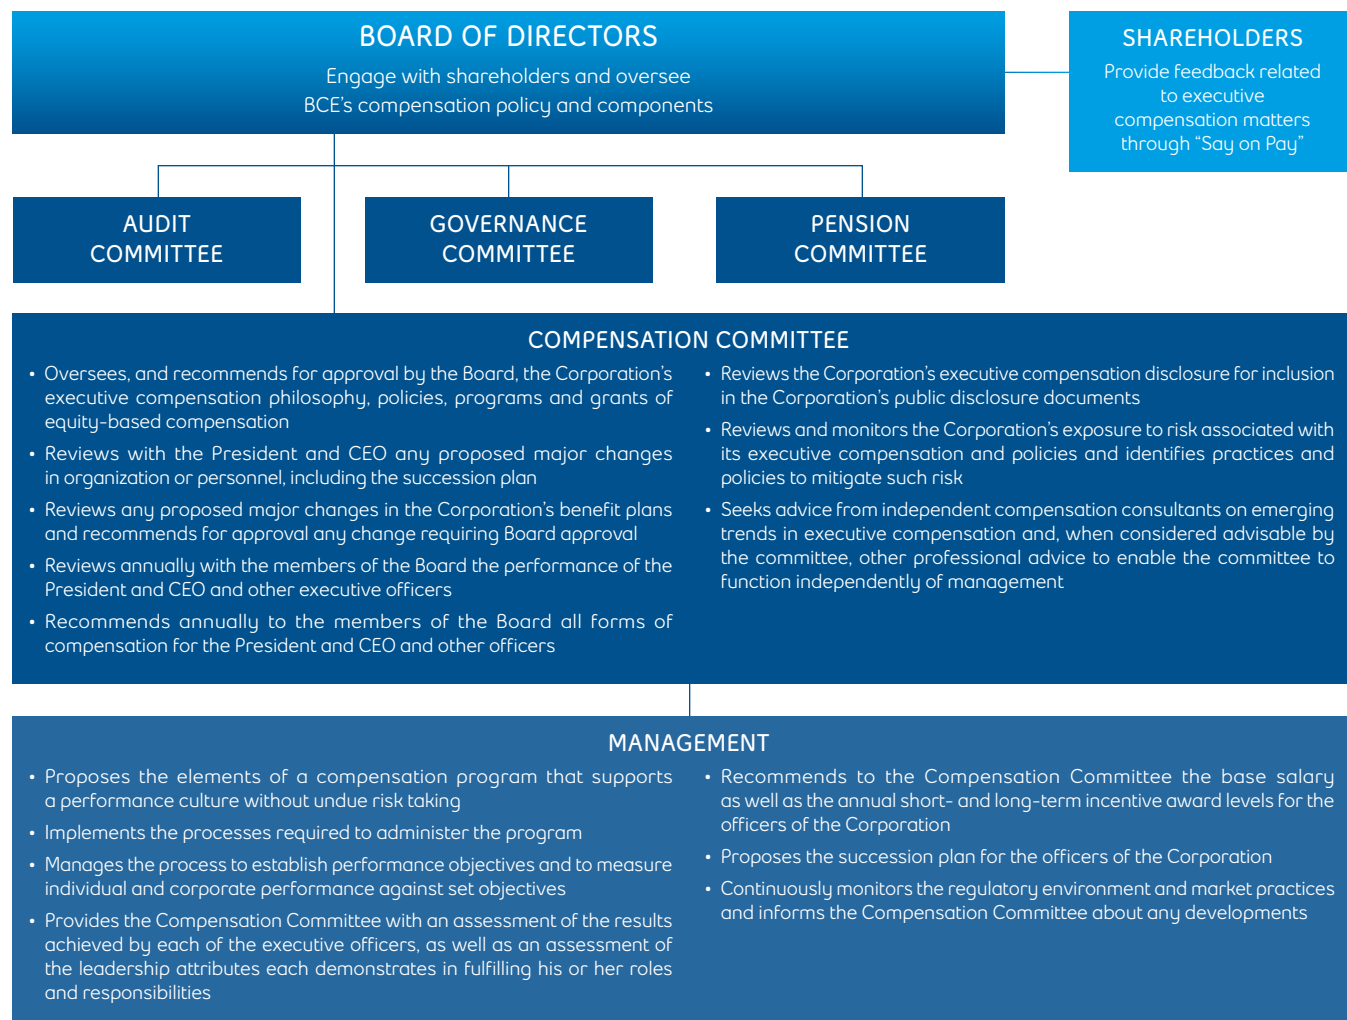 BOARD OF DIRECTORS
Engage with shareholders and oversee
BCE's compensation policy and components
SHAREHOLDERS
Provide feedback related
to executive
compensation matters
through “Say on Pay”
AUDIT
COMMITTEE
GOVERNANCE
COMMITTEE
PENSION
COMMITTEE
COMPENSATION COMMITTEE
• Oversees, and recommends for approval by the Board, the Corporation's
executive compensation philosophy, policies, programs and grants of
equity-based compensation
• Reviews with the President and CEO any proposed major changes
in organization or personnel, including the succession plan
• Reviews any proposed major changes in the Corporation's benefit plans
and recommends for approval any change requiring Board approval
• Reviews annually with the members of the Board the performance of the
President and CEO and other executive officers
• Recommends annually to the members of the Board all forms of
compensation for the President and CEO and other officers
• Reviews the Corporation's executive compensation disclosure for inclusion
in the Corporation's public disclosure documents
• Reviews and monitors the Corporation's exposure to risk associated with
its executive compensation and policies and identifies practices and
policies to mitigate such risk
• Seeks advice from independent compensation consultants on emerging
trends in executive compensation and, when considered advisable by
the committee, other professional advice to enable the committee to
function independently of management
MANAGEMENT
• Proposes the elements of a compensation program that supports
a performance culture without undue risk taking
• Implements the processes required to administer the program
• Manages the process to establish performance objectives and to measure
individual and corporate performance against set objectives
• Provides the Compensation Committee with an assessment of the results
achieved by each of the executive officers, as well as an assessment of
the leadership attributes each demonstrates in fulfilling his or her roles
and responsibilities
• Recommends to the Compensation Committee the base salary
as well as the annual short- and long-term incentive award levels for the
officers of the Corporation
• Proposes the succession plan for the officers of the Corporation
• Continuously monitors the regulatory environment and market practices
and informs the Compensation Committee about any developments